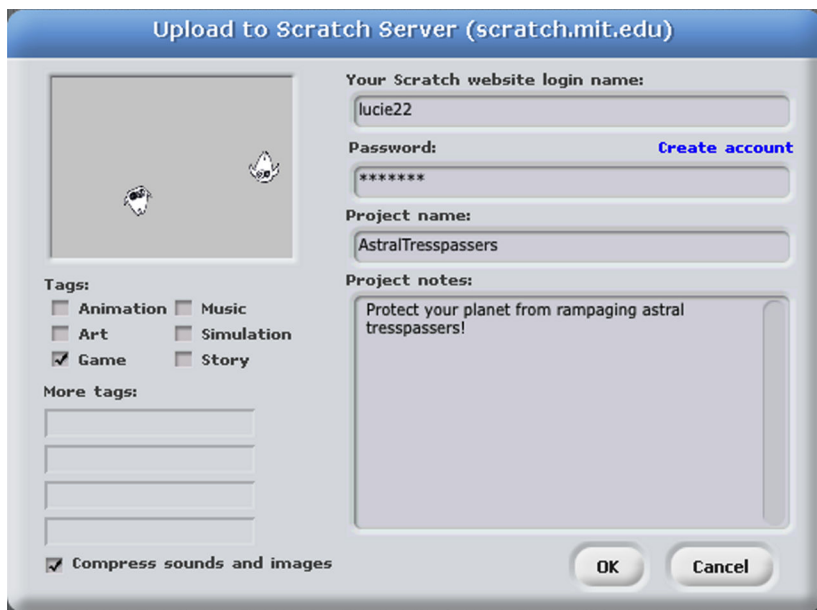 Upload to Scratch Server (scratch.mit.edu)
Your Scratch website login name:
lucie22
Password:
Create account
*******
Project name:
AstralTresspassers
Project notes:
Protect your planet from rampaging astral
tresspassers!
Tags:
Animation
Music
Art
Simulation
Game
Story
More tags:
Compress sounds and images
OK
Cancel